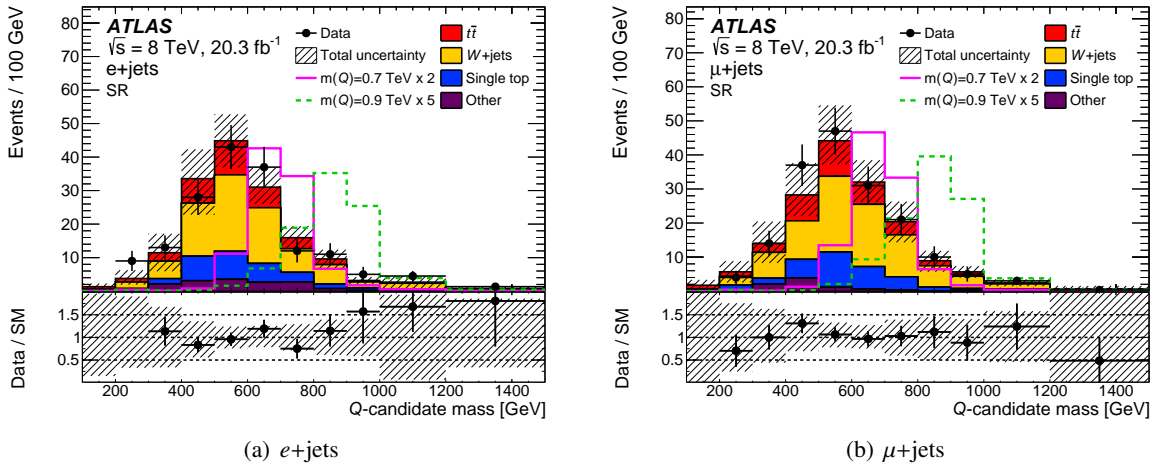 ATLAS
√s = 8 TeV, 20.3 fb⁻¹
e+jets
SR
Data
Total uncertainty
m(Q)=0.7 TeV x 2
m(Q)=0.9 TeV x 5
tt̄
W+jets
Single top
Other
Events / 100 GeV
80
70
60
50
40
30
20
10
Data / SM
1.5
1
0.5
200 400 600 800 1000 1200 1400
Q-candidate mass [GeV]
(a) e+jets
ATLAS
√s = 8 TeV, 20.3 fb⁻¹
μ+jets
SR
Data
Total uncertainty
m(Q)=0.7 TeV x 2
m(Q)=0.9 TeV x 5
tt̄
W+jets
Single top
Other
Events / 100 GeV
80
70
60
50
40
30
20
10
Data / SM
1.5
1
0.5
200 400 600 800 1000 1200 1400
Q-candidate mass [GeV]
(b) μ+jets